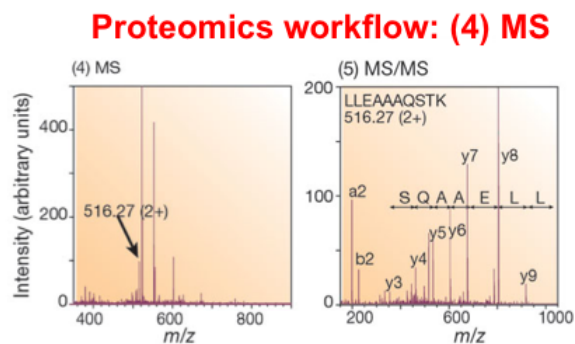 Proteomics workflow: (4) MS
(4) MS
Intensity (arbitrary units)
400
200
0
516.27 (2+)
400 600 800
m/z
(5) MS/MS
200
100
0
LLEAAAQSTK
516.27 (2+)
y7
y8
S Q A A E L L
a2
y5
y6
b2
y4
y3
y9
200 600 1000
m/z